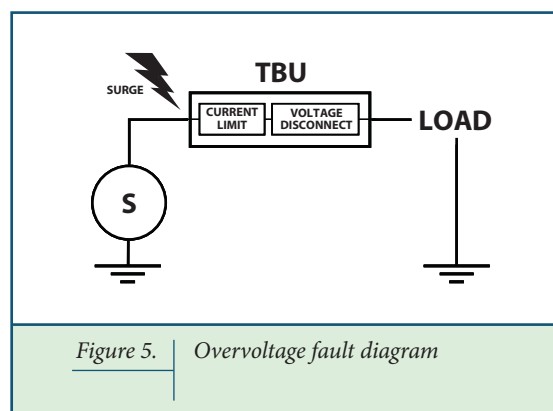 SURGE
TBU
CURRENT
LIMIT
VOLTAGE
DISCONNECT
LOAD
S
Figure 5. Overvoltage fault diagram